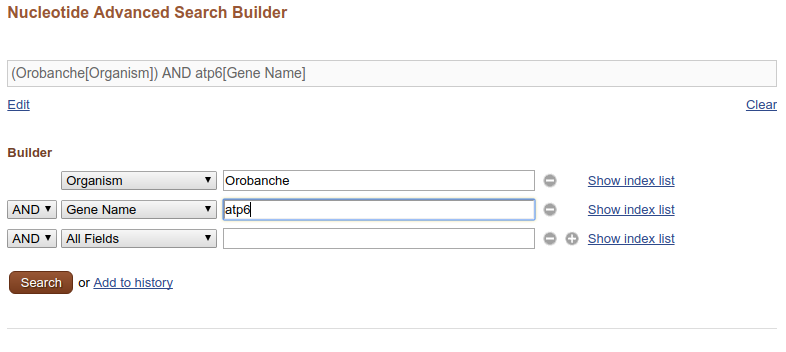 Nucleotide Advanced Search Builder
(Orobanche[Organism]) AND atp6[Gene Name]
Edit Clear
Builder
Organism Orobanche Show index list
AND Gene Name atp6 Show index list
AND All Fields Show index list
Search or Add to history